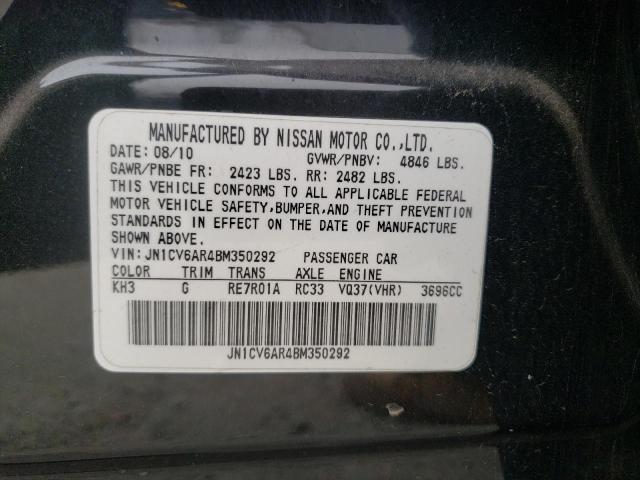 MANUFACTURED BY NISSAN MOTOR CO.,LTD.
DATE: 08/10 GVWR/PNBV: 4846 LBS.
GAWR/PNBE FR: 2423 LBS. RR: 2482 LBS.
THIS VEHICLE CONFORMS TO ALL APPLICABLE FEDERAL
MOTOR VEHICLE SAFETY,BUMPER,AND THEFT PREVENTION
STANDARDS IN EFFECT ON THE DATE OF MANUFACTURE
SHOWN ABOVE.
VIN:JN1CV6AR4BM350292 PASSENGER CAR
COLOR TRIM TRANS AXLE ENGINE
KH3 G RE7R01A RC33 VQ37(VHR) 3696CC
JN1CV6AR4BM350292